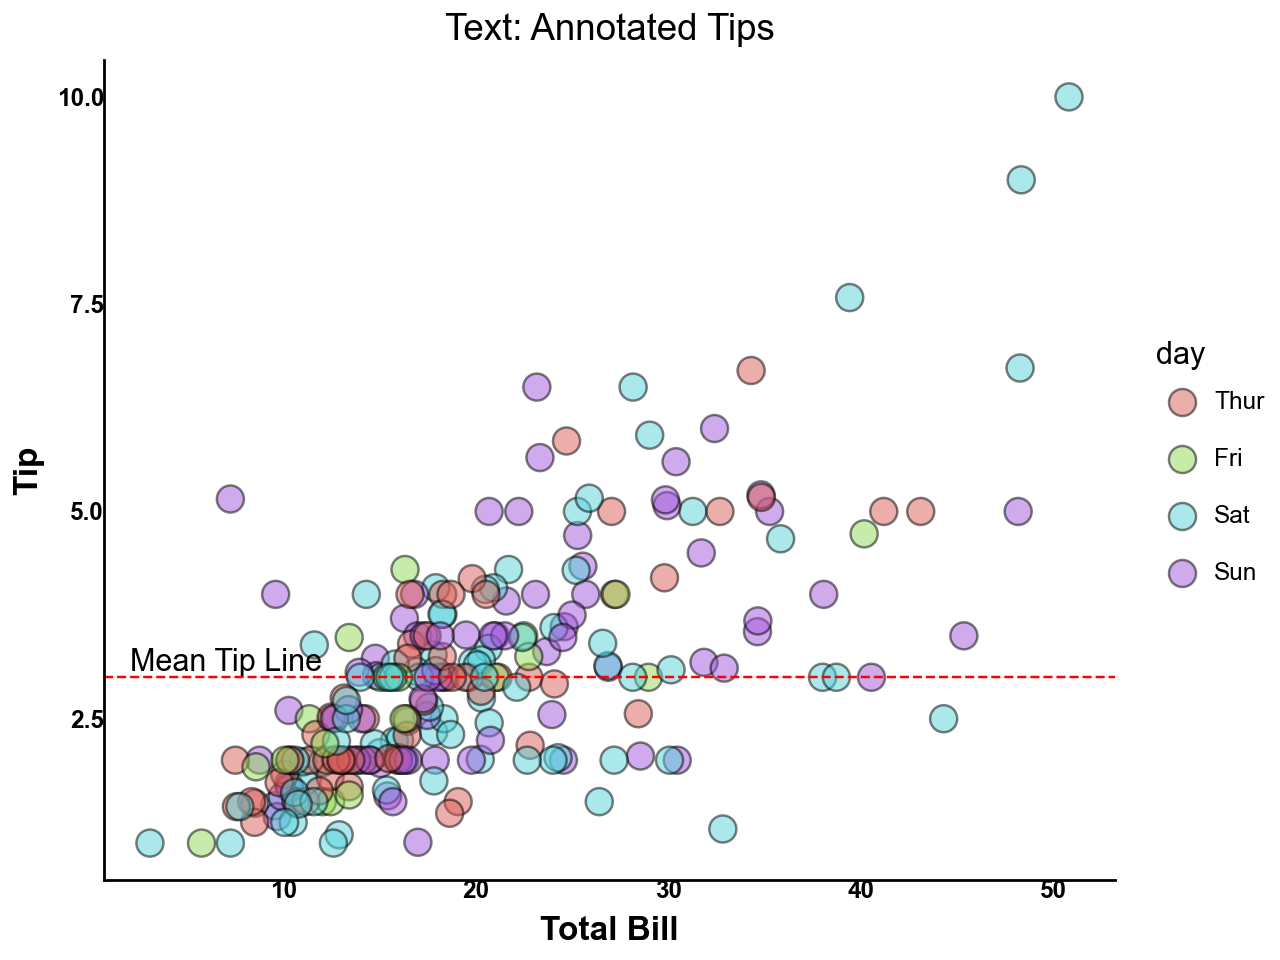 Text: Annotated Tips
10.0
7.5
5.0
2.5
Tip
Mean Tip Line
10 20 30 40 50
Total Bill
day
Thur
Fri
Sat
Sun